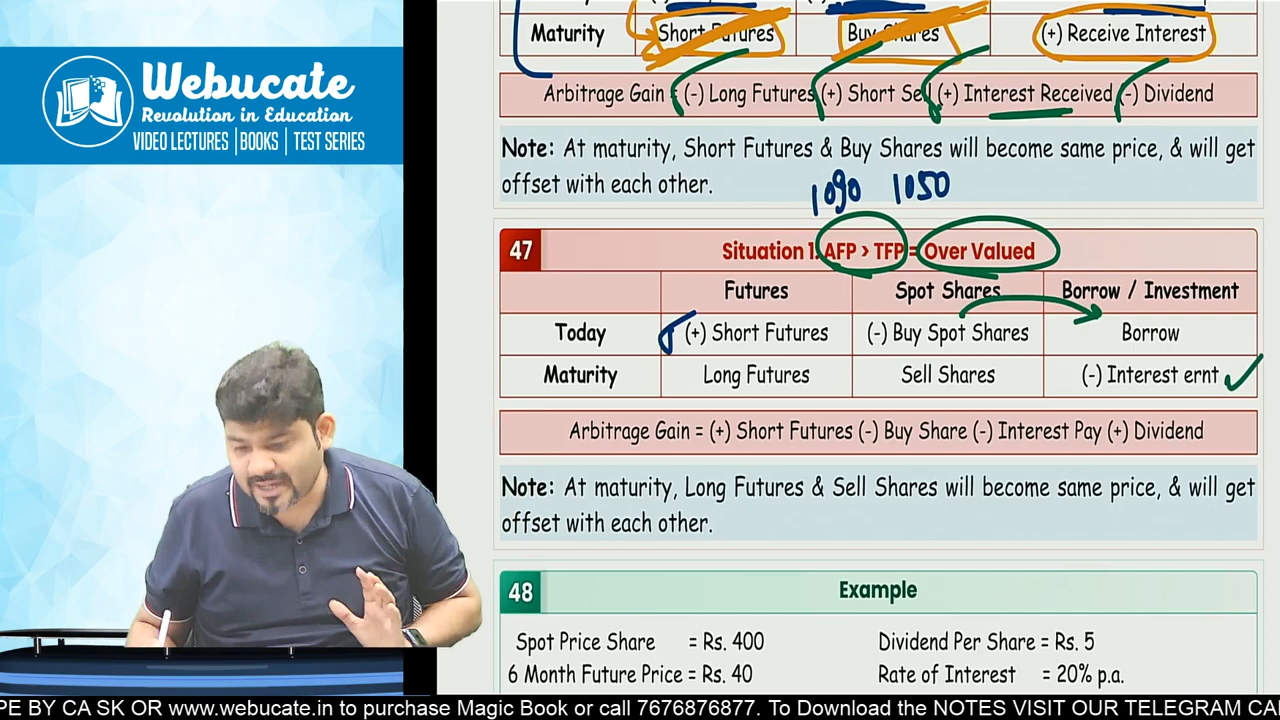 Webucate
Revolution in Education
VIDEO LECTURES | BOOKS | TEST SERIES
Maturity Short Futures Buy Shares (+) Receive Interest
Arbitrage Gain = (-) Long Futures (+) Short Sell (+) Interest Received (-) Dividend
Note: At maturity, Short Futures & Buy Shares will become same price, & will get
offset with each other.
1090 1050
47 Situation 1. AFP > TFP = Over Valued
Futures Spot Shares Borrow / Investment
Today (+) Short Futures (-) Buy Spot Shares Borrow
Maturity Long Futures Sell Shares (-) Interest ernt
Arbitrage Gain = (+) Short Futures (-) Buy Share (-) Interest Pay (+) Dividend
Note: At maturity, Long Futures & Sell Shares will become same price, & will get
offset with each other.
48 Example
Spot Price Share = Rs. 400 Dividend Per Share = Rs. 5
6 Month Future Price = Rs. 40 Rate of Interest = 20% p.a.
PE BY CA SK OR www.webucate.in to purchase Magic Book or call 7676876877. To Download the NOTES VISIT OUR TELEGRAM CA